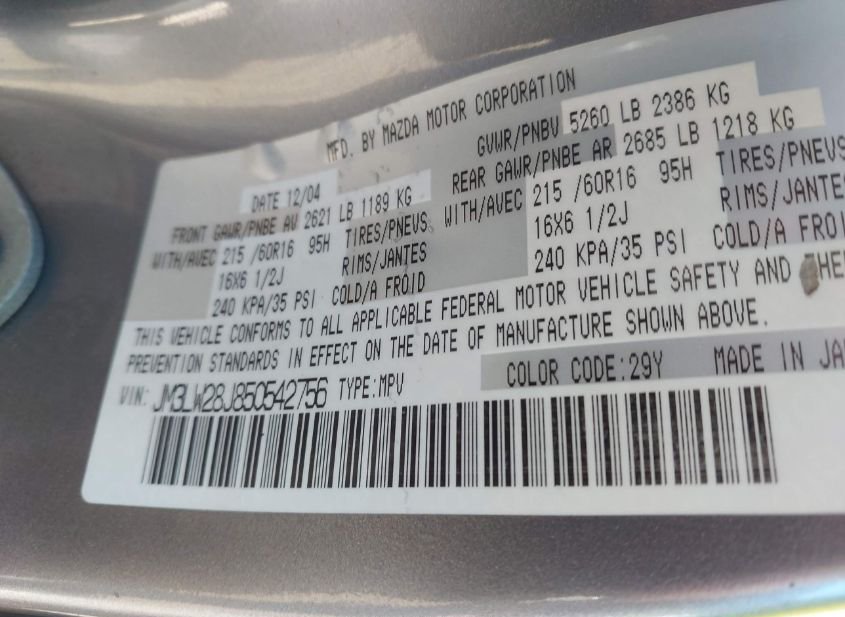 MFD. BY MAZDA MOTOR CORPORATION
DATE 12/04
GVWR/PNBV 5260 LB 2386 KG
FRONT GAWR/PNBE AV 2621 LB 1189 KG
REAR GAWR/PNBE AR 2685 LB 1218 KG
WITH/AVEC 215 /60R16 95H TIRES/PNEUS
WITH/AVEC 215 /60R16 95H TIRES/PNEUS
16X6 1/2J RIMS/JANTES
16X6 1/2J RIMS/JANTES
240 KPA/35 PSI COLD/A FROID
240 KPA/35 PSI COLD/A FROI
THIS VEHICLE CONFORMS TO ALL APPLICABLE FEDERAL MOTOR VEHICLE SAFETY AND
PREVENTION STANDARDS IN EFFECT ON THE DATE OF MANUFACTURE SHOWN ABOVE.
VIN: JM3LW28J850542756 TYPE:MPV
COLOR CODE:29Y MADE IN JA